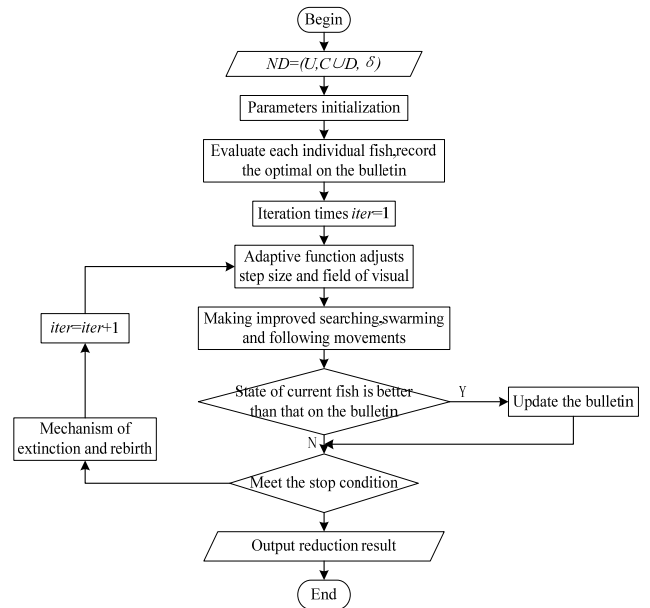 Begin
ND=(U,C∪D, δ)
Parameters initialization
Evaluate each individual fish,record
the optimal on the bulletin
Iteration times iter=1
Adaptive function adjusts
step size and field of visual
Making improved searching,swarming
and following movements
iter=iter+1
State of current fish is better
than that on the bulletin
Y
Update the bulletin
Mechanism of
extinction and rebirth
N
Meet the stop condition
Output reduction result
End